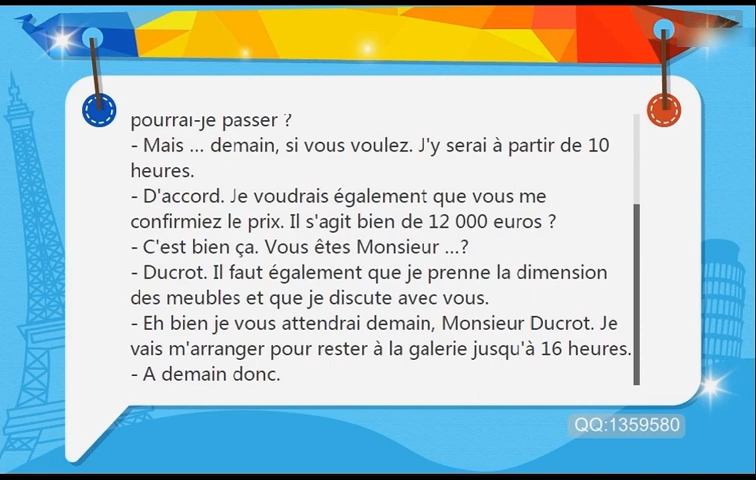 pourrai-je passer ?
- Mais ... demain, si vous voulez. J'y serai à partir de 10
heures.
- D'accord. Je voudrais également que vous me
confirmiez le prix. Il s'agit bien de 12 000 euros ?
- C'est bien ça. Vous êtes Monsieur ...?
- Ducrot. Il faut également que je prenne la dimension
des meubles et que je discute avec vous.
- Eh bien je vous attendrai demain, Monsieur Ducrot. Je
vais m'arranger pour rester à la galerie jusqu'à 16 heures.
- A demain donc.
QQ:1359580